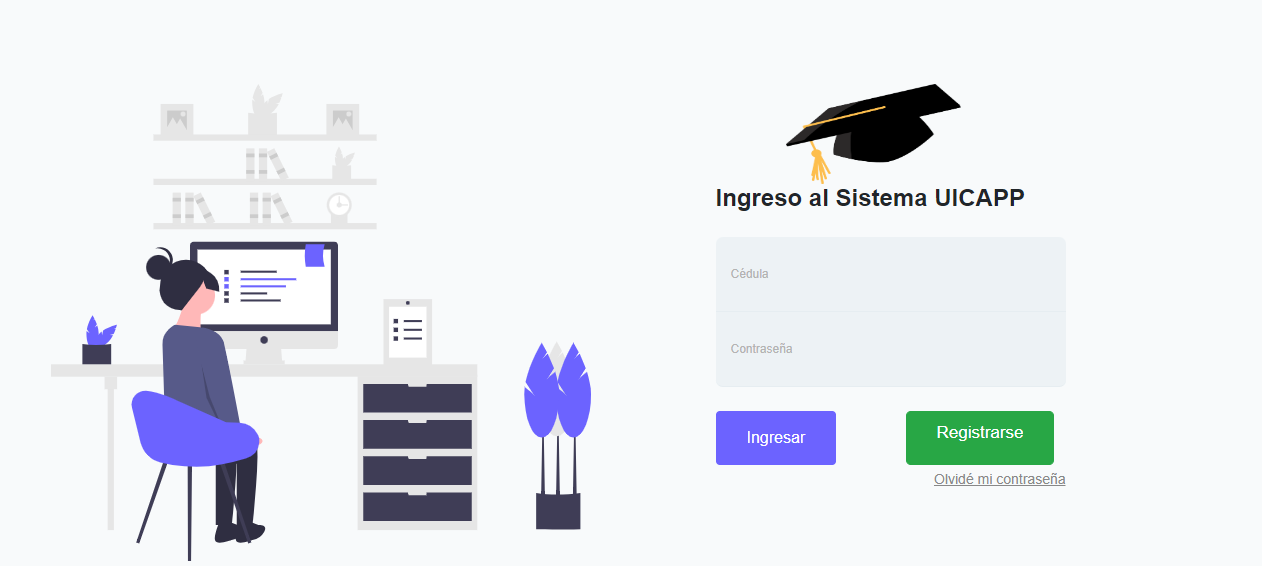 Ingreso al Sistema UICAPP
Cédula
Contraseña
Ingresar
Registrarse
Olvidé mi contraseña